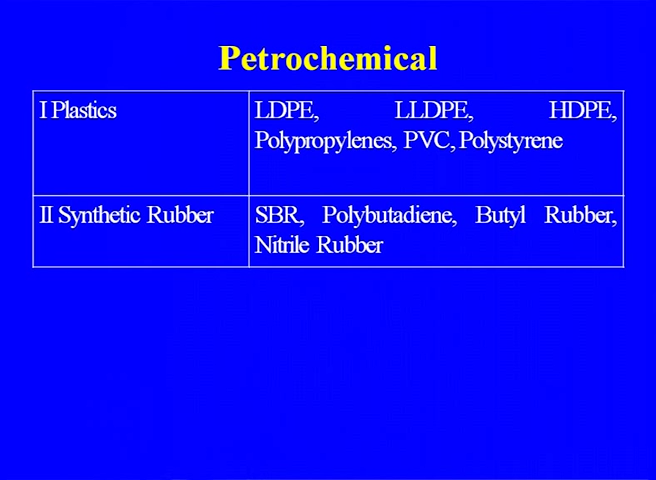 Petrochemical
I Plastics
LDPE, LLDPE, HDPE,
Polypropylenes, PVC, Polystyrene
II Synthetic Rubber
SBR, Polybutadiene, Butyl Rubber,
Nitrile Rubber